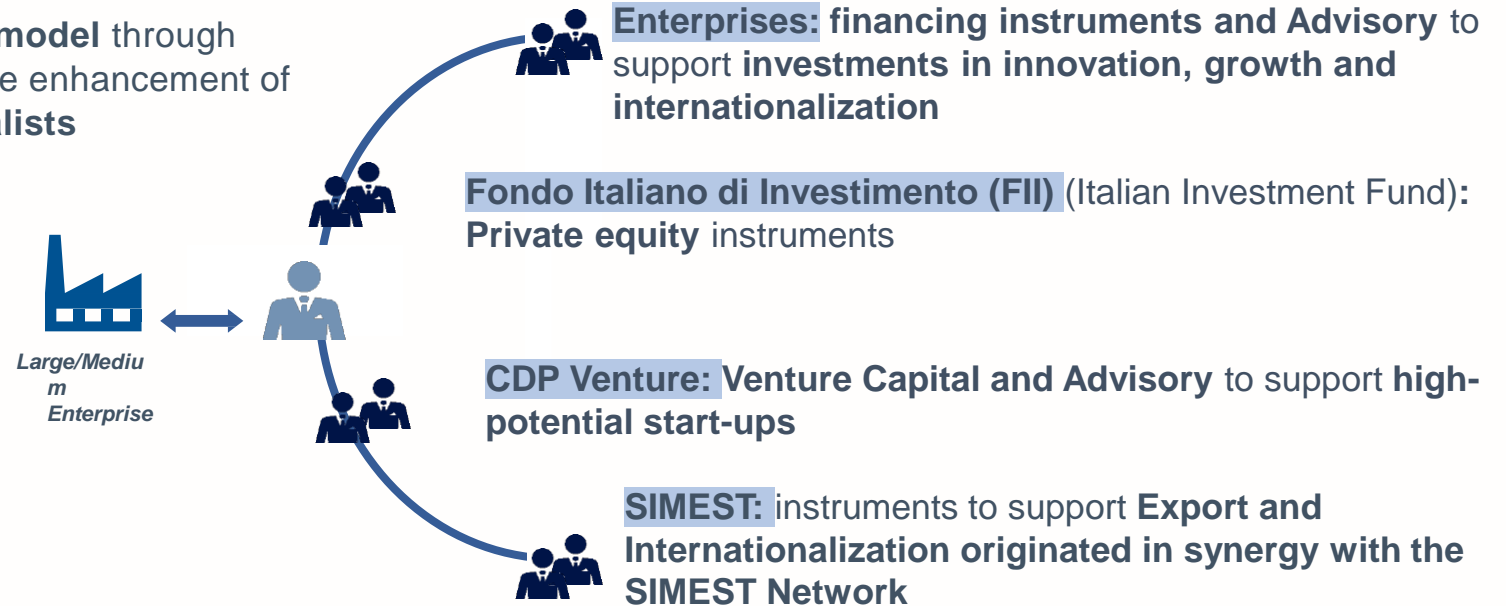 model through
e enhancement of
lists
Enterprises: financing instruments and Advisory to
support investments in innovation, growth and
internationalization
Fondo Italiano di Investimento (FII) (Italian Investment Fund):
Private equity instruments
Large/Mediu
m
Enterprise
CDP Venture: Venture Capital and Advisory to support high-
potential start-ups
SIMEST: instruments to support Export and
Internationalization originated in synergy with the
SIMEST Network